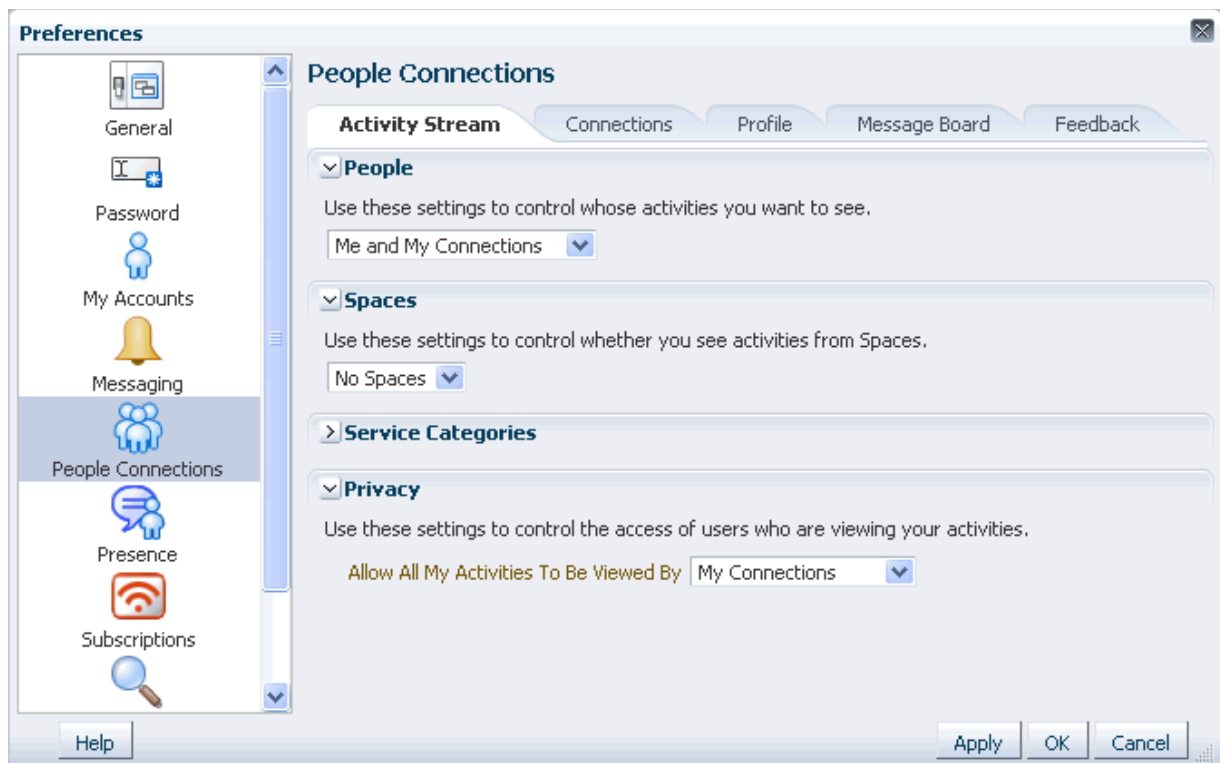 Preferences
General
Password
My Accounts
Messaging
People Connections
Presence
Subscriptions
People Connections
Activity Stream Connections Profile Message Board Feedback
People
Use these settings to control whose activities you want to see.
Me and My Connections
Spaces
Use these settings to control whether you see activities from Spaces.
No Spaces
Service Categories
Privacy
Use these settings to control the access of users who are viewing your activities.
Allow All My Activities To Be Viewed By My Connections
Help Apply OK Cancel